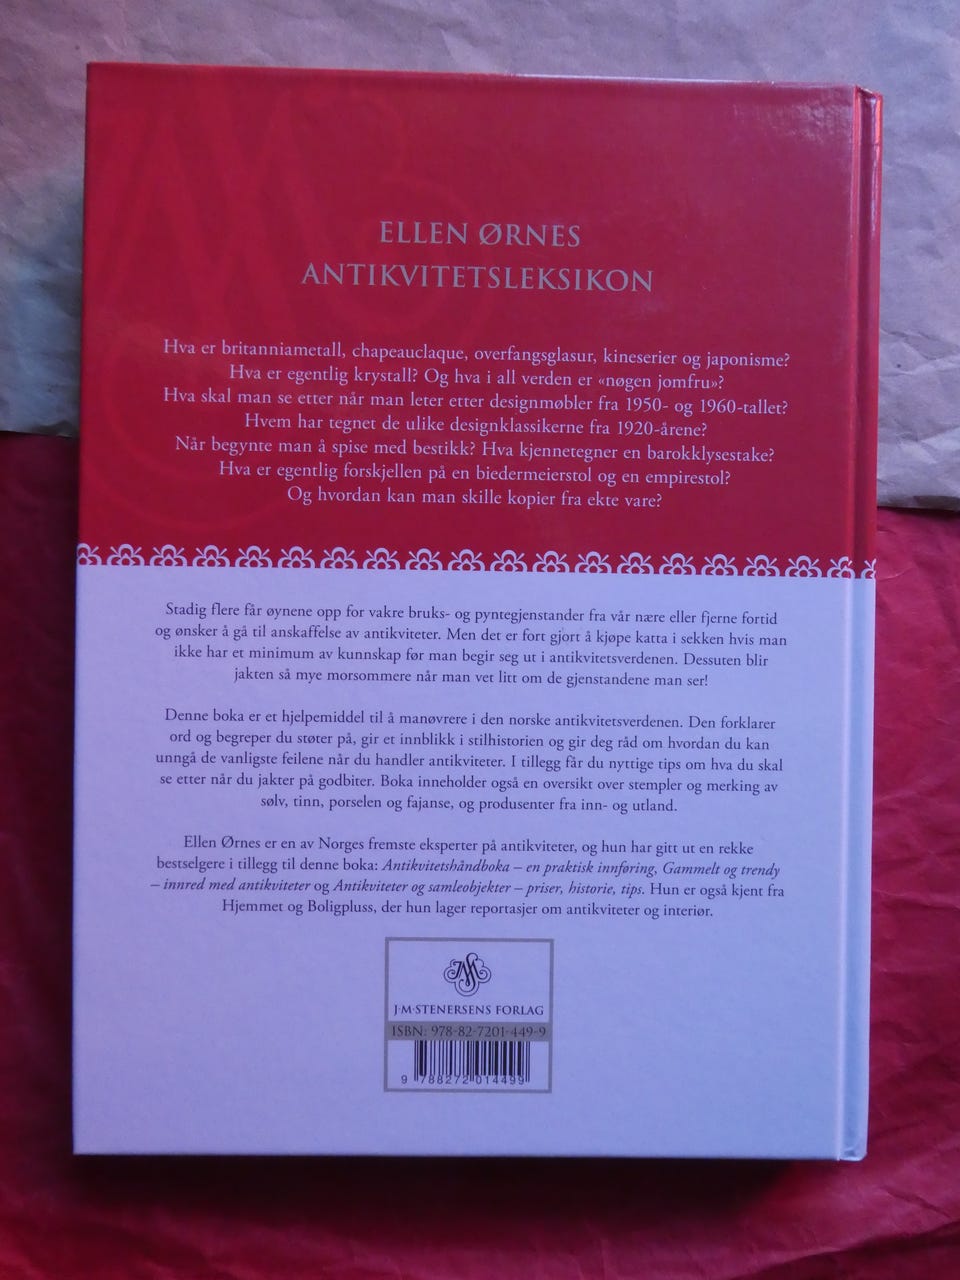 ELLEN ØRNES
ANTIKVITETSLEKSIKON
Hva er britanniametall, chapeauclaque, overfangsglasur, kineserier og japonisme?
Hva er egentlig krystall? Og hva i all verden er «nøgen jomfru»?
Hva skal man se etter når man leter etter designmøbler fra 1950- og 1960-tallet?
Hvem har tegnet de ulike designklassikerne fra 1920-årene?
Når begynte man å spise med bestikk? Hva kjennetegner en barokklysestake?
Hva er egentlig forskjellen på en biedermeierstol og en empirestol?
Og hvordan kan man skille kopier fra ekte vare?
Stadig flere får øynene opp for vakre bruks- og pyntegjenstander fra vår nære eller fjerne fortid
og ønsker å gå til anskaffelse av antikviteter. Men det er fort gjort å kjøpe katta i sekken hvis man
ikke har et minimum av kunnskap før man begir seg ut i antikvitetsverdenen. Dessuten blir
jakten så mye morsommere når man vet litt om de gjenstandene man ser!
Denne boka er et hjelpemiddel til å manøvrere i den norske antikvitetsverdenen. Den forklarer
ord og begreper du støter på, gir et innblikk i stilhistorien og gir deg råd om hvordan du kan
unngå de vanligste feilene når du handler antikviteter. I tillegg får du nyttige tips om hva du skal
se etter når du jakter på godbiter. Boka inneholder også en oversikt over stempler og merking av
sølv, tinn, porselen og fajanse, og produsenter fra inn- og utland.
Ellen Ørnes er en av Norges fremste eksperter på antikviteter, og hun har gitt ut en rekke
bestselgere i tillegg til denne boka: Antikvitetshåndboka – en praktisk innføring, Gammelt og trendy
– innred med antikviteter og Antikviteter og samleobjekter – priser, historie, tips. Hun er også kjent fra
Hjemmet og Boligpluss, der hun lager reportasjer om antikviteter og interiør.
JMS
J·M·STENERSENS FORLAG
ISBN: 978-82-7201-449-9
9 788272 014499